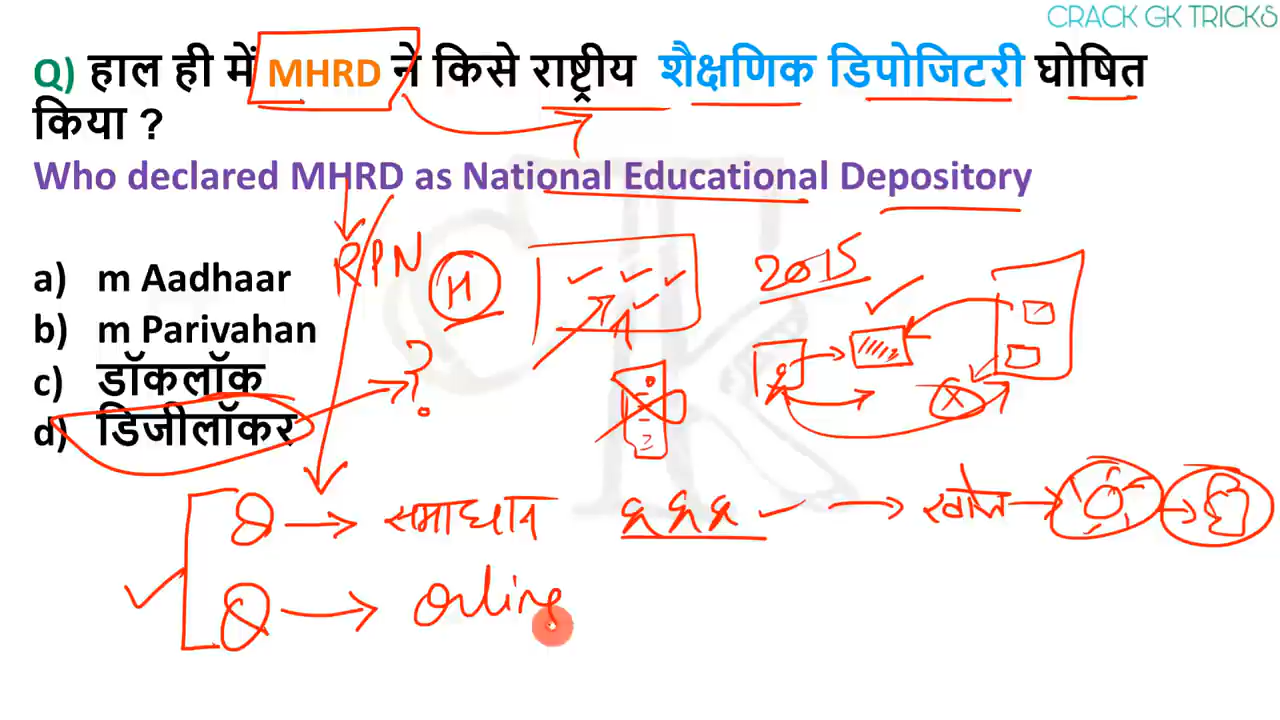 CRACK GK TRICKS
Q) हाल ही में MHRD ने किसे राष्ट्रीय शैक्षणिक डिपोजिटरी घोषित
किया ?
Who declared MHRD as National Educational Depository
a) m Aadhaar
b) m Parivahan
c) डॉकलॉक
d) डिजीलॉकर
RPN
H
2015
?
X
Q → समाधान
खोज
Q → online